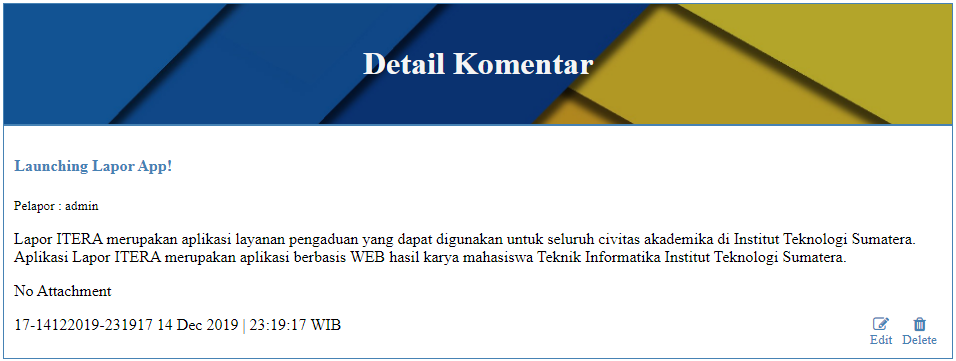 Detail Komentar
Launching Lapor App!
Pelapor : admin
Lapor ITERA merupakan aplikasi layanan pengaduan yang dapat digunakan untuk seluruh civitas akademika di Institut Teknologi Sumatera.
Aplikasi Lapor ITERA merupakan aplikasi berbasis WEB hasil karya mahasiswa Teknik Informatika Institut Teknologi Sumatera.
No Attachment
17-14122019-231917 14 Dec 2019 | 23:19:17 WIB
Edit Delete